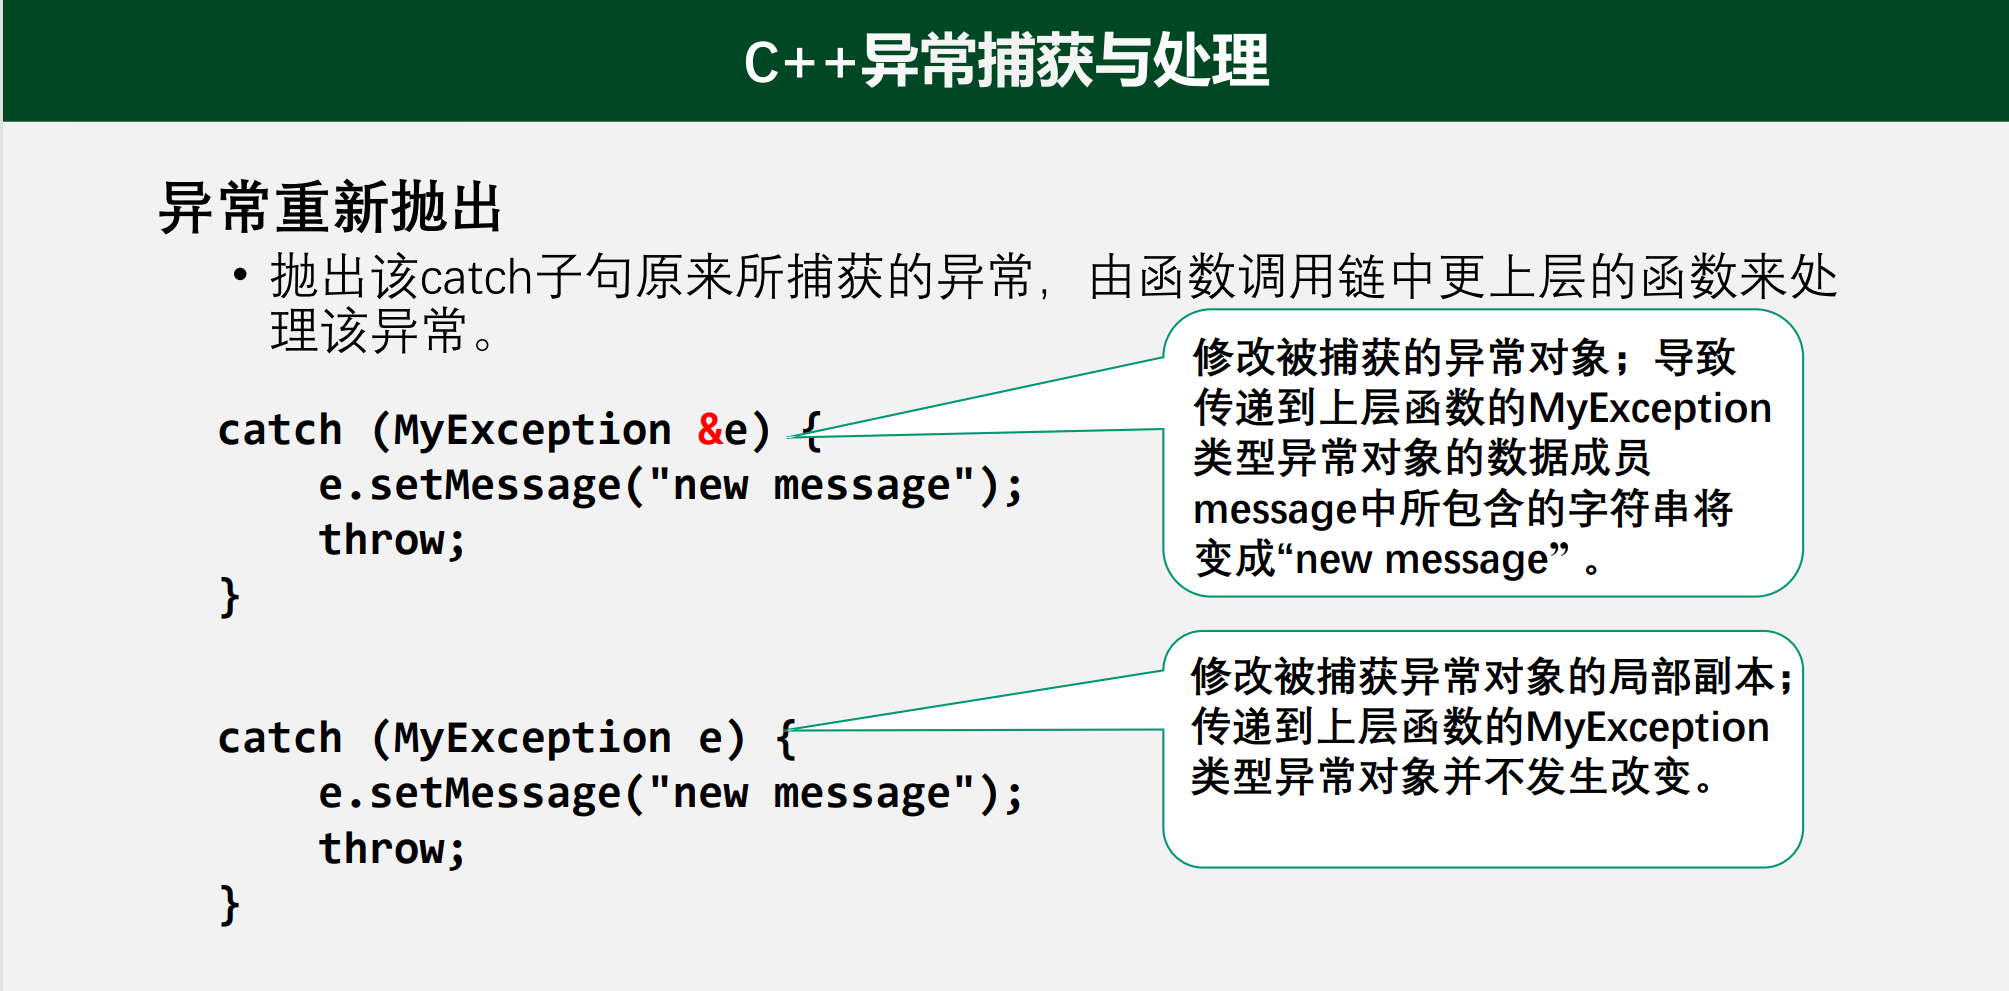 C++异常捕获与处理
异常重新抛出
• 抛出该catch子句原来所捕获的异常，由函数调用链中更上层的函数来处
理该异常。
catch (MyException &e) {
    e.setMessage("new message");
    throw;
}
修改被捕获的异常对象；导致
传递到上层函数的MyException
类型异常对象的数据成员
message中所包含的字符串将
变成“new message” 。
catch (MyException e) {
    e.setMessage("new message");
    throw;
}
修改被捕获异常对象的局部副本；
传递到上层函数的MyException
类型异常对象并不发生改变。